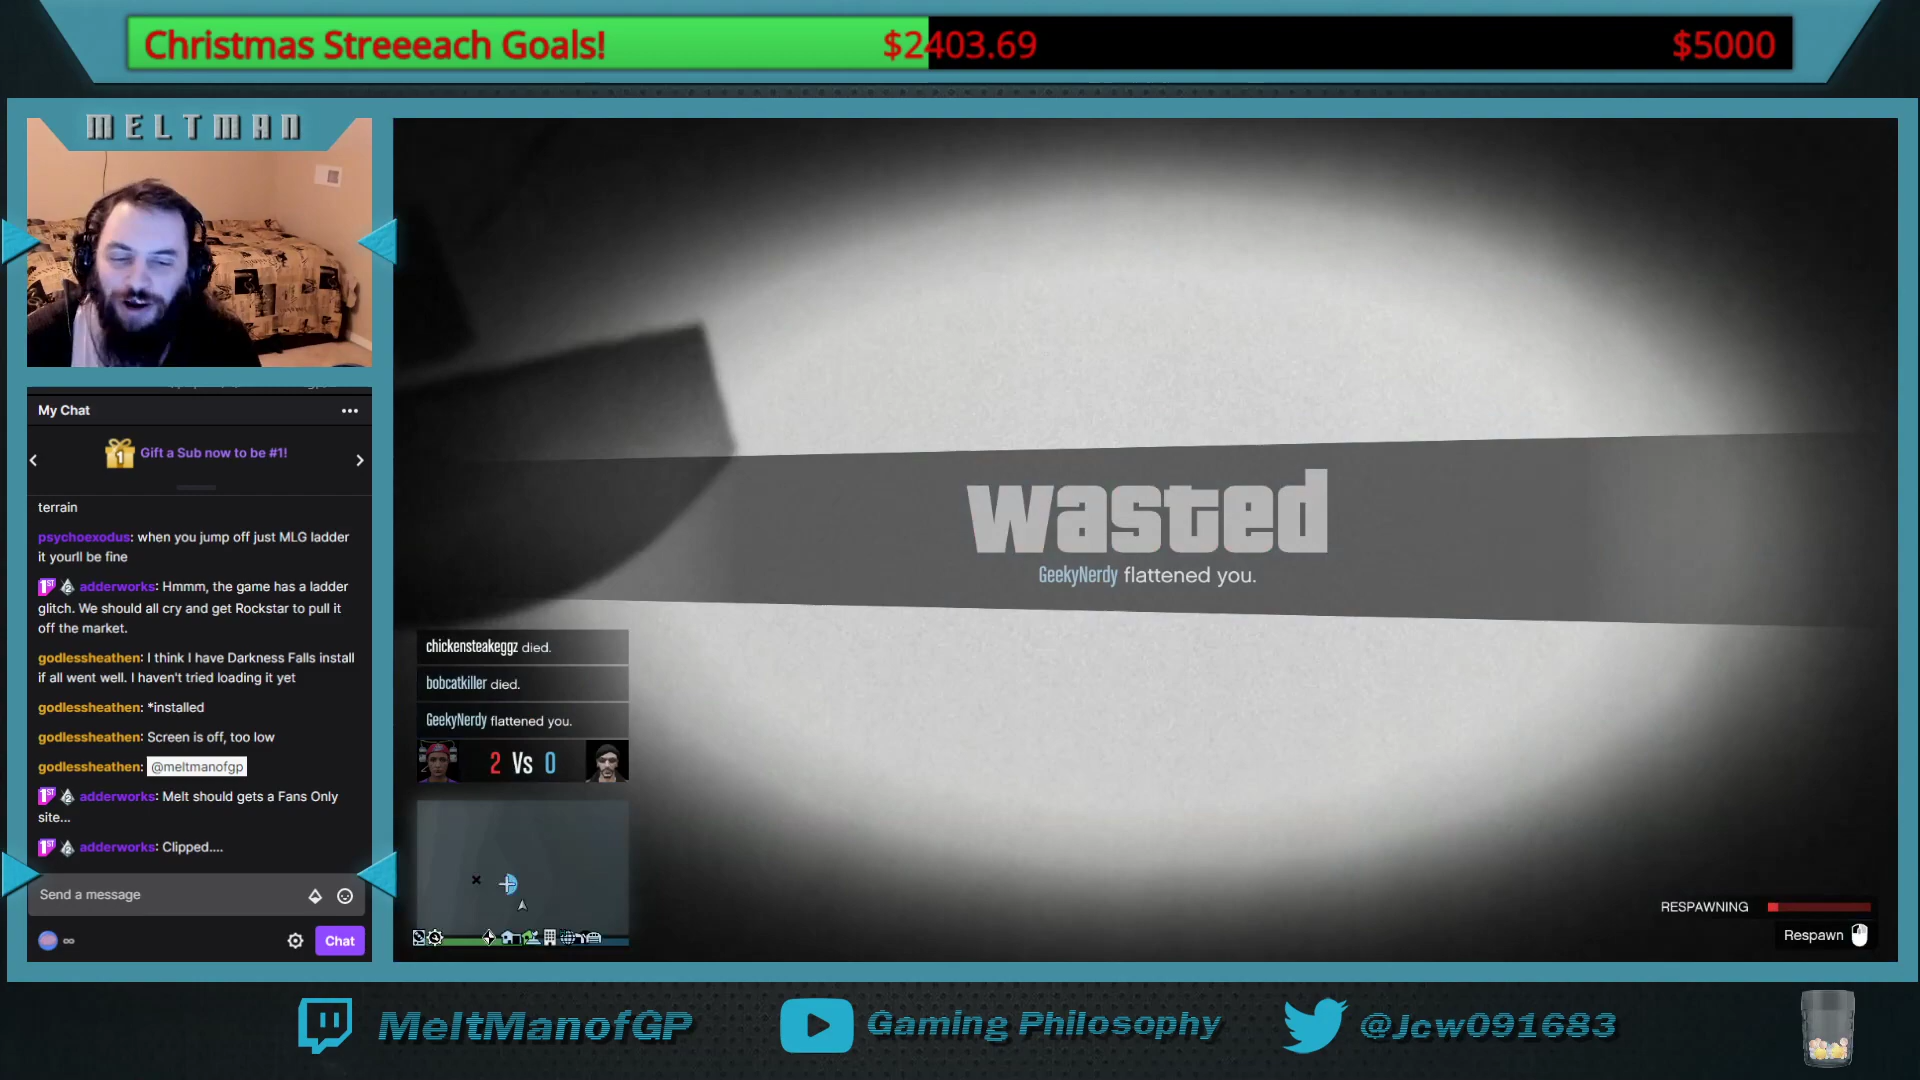 Christmas Streeeach Goals! $2403.69 $5000
MELTMAN
My Chat
Gift a Sub now to be #1!
terrain
psychoexodus: when you jump off just MLG ladder
it yourll be fine
adderworks: Hmmm, the game has a ladder
glitch. We should all cry and get Rockstar to pull it
off the market.
godlessheathen: I think I have Darkness Falls install
if all went well. I haven't tried loading it yet
godlessheathen: *installed
godlessheathen: Screen is off, too low
godlessheathen: @meltmanofgp
adderworks: Melt should gets a Fans Only
site...
adderworks: Clipped....
Send a message
Chat
wasted
GeekyNerdy flattened you.
chickensteakeggz died.
bobcatkiller died.
GeekyNerdy flattened you.
2 Vs 0
RESPAWNING
Respawn
MeltManofGP
Gaming Philosophy
@Jcw091683